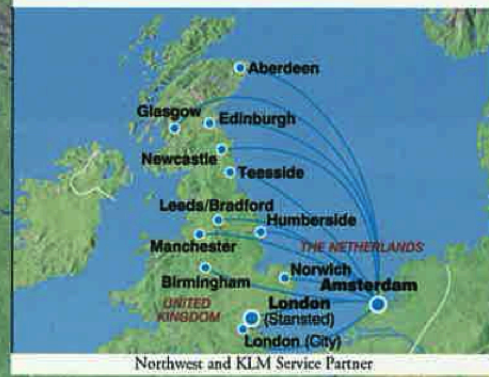 Aberdeen
Glasgow
Edinburgh
Newcastle
Teesside
Leeds/Bradford
Humberside
Manchester
THE NETHERLANDS
Birmingham
Norwich
Amsterdam
UNITED
KINGDOM
London
(Stansted)
London (City)
Northwest and KLM Service Partner